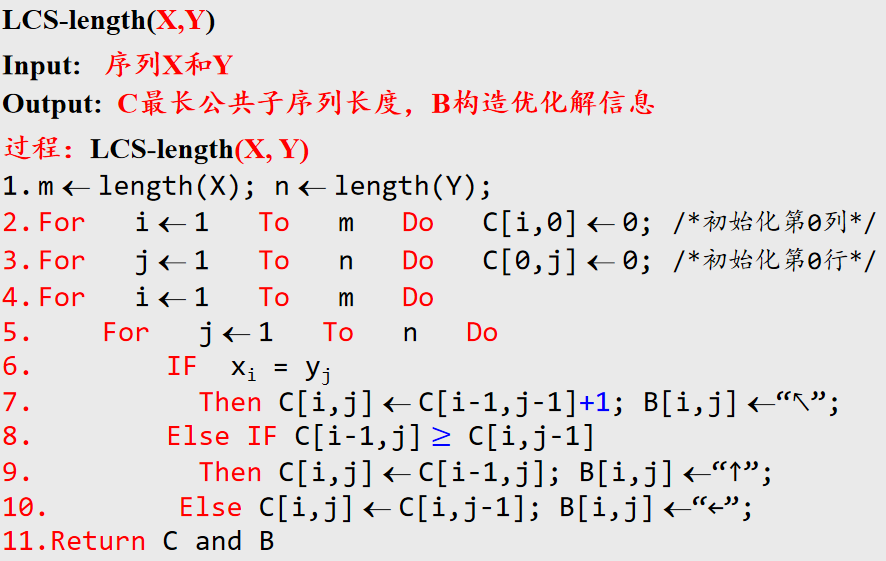 LCS-length(X,Y)
Input: 序列X和Y
Output: C最长公共子序列长度，B构造优化解信息
过程：LCS-length(X, Y)
1.m←length(X); n←length(Y);
2.For i←1 To m Do C[i,0]←0; /*初始化第0列*/
3.For j←1 To n Do C[0,j]←0; /*初始化第0行*/
4.For i←1 To m Do
5. For j←1 To n Do
6. IF xᵢ = yⱼ
7. Then C[i,j]←C[i-1,j-1]+1; B[i,j]←“↖”;
8. Else IF C[i-1,j] ≥ C[i,j-1]
9. Then C[i,j]←C[i-1,j]; B[i,j]←“↑”;
10. Else C[i,j]←C[i,j-1]; B[i,j]←“←”;
11.Return C and B